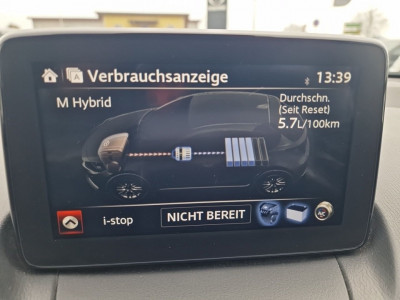 Verbrauchsanzeige 13:39
M Hybrid
Durchschn.
(Seit Reset)
5.7L/100km
i-stop NICHT BEREIT